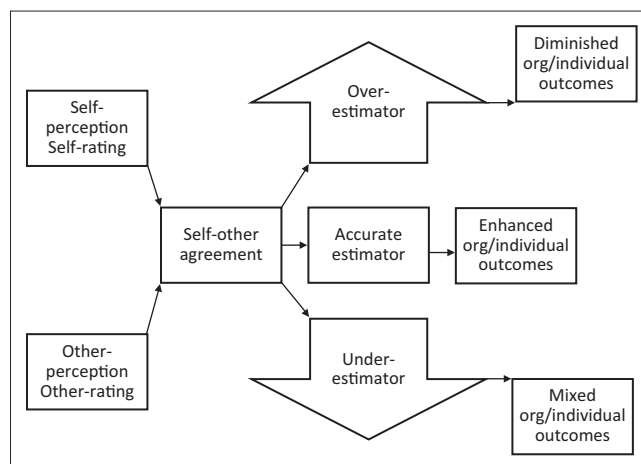 Self-
perception
Self-rating
Other-
perception
Other-rating
Self-other
agreement
Over-
estimator
Accurate
estimator
Under-
estimator
Diminished
org/individual
outcomes
Enhanced
org/individual
outcomes
Mixed
org/individual
outcomes